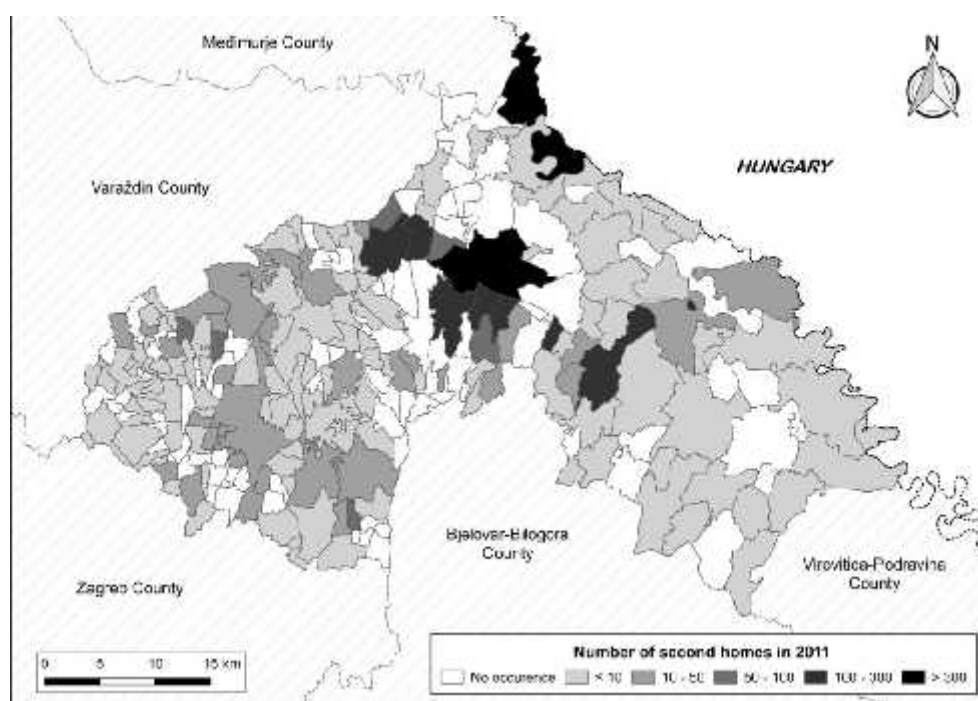 Međimurje County
N
HUNGARY
Varaždin County
Bjelovar-Bilogora
County
Virovitica-Podravina
County
Zagreb County
0 5 10 15 km
Number of second homes in 2011
No occurence < 10 10 - 50 50 - 100 100 - 300 > 300